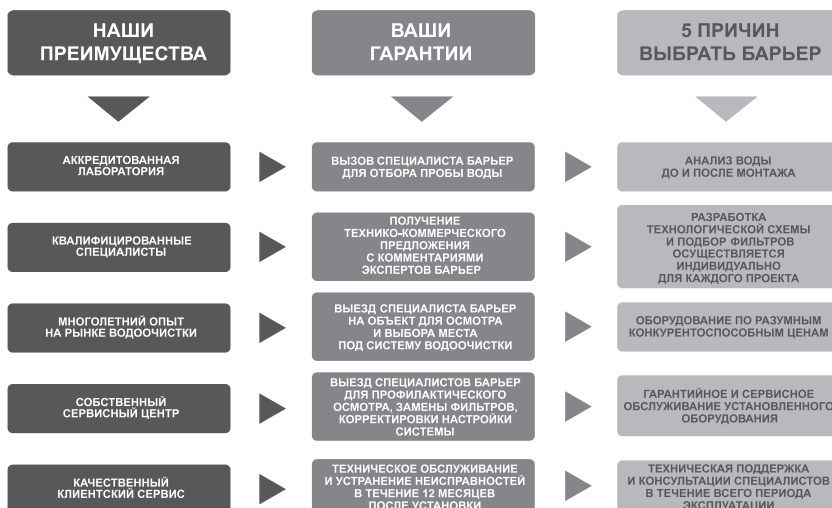 НАШИ
ПРЕИМУЩЕСТВА
ВАШИ
ГАРАНТИИ
5 ПРИЧИН
ВЫБРАТЬ БАРЬЕР
АККРЕДИТОВАННАЯ
ЛАБОРАТОРИЯ
ВЫЗОВ СПЕЦИАЛИСТА БАРЬЕР
ДЛЯ ОТБОРА ПРОБЫ ВОДЫ
АНАЛИЗ ВОДЫ
ДО И ПОСЛЕ МОНТАЖА
КВАЛИФИЦИРОВАННЫЕ
СПЕЦИАЛИСТЫ
ПОЛУЧЕНИЕ
ТЕХНИКО-КОММЕРЧЕСКОГО
ПРЕДЛОЖЕНИЯ
С КОММЕНТАРИЯМИ
ЭКСПЕРТОВ БАРЬЕР
РАЗРАБОТКА
ТЕХНОЛОГИЧЕСКОЙ СХЕМЫ
И ПОДБОР ФИЛЬТРОВ
ОСУЩЕСТВЛЯЕТСЯ
ИНДИВИДУАЛЬНО
ДЛЯ КАЖДОГО ПРОЕКТА
МНОГОЛЕТНИЙ ОПЫТ
НА РЫНКЕ ВОДООЧИСТКИ
ВЫЕЗД СПЕЦИАЛИСТА БАРЬЕР
НА ОБЪЕКТ ДЛЯ ОСМОТРА
И ВЫБОРА МЕСТА
ПОД СИСТЕМУ ВОДООЧИСТКИ
ОБОРУДОВАНИЕ ПО РАЗУМНЫМ
КОНКУРЕНТОСПОСОБНЫМ ЦЕНАМ
СОБСТВЕННЫЙ
СЕРВИСНЫЙ ЦЕНТР
ВЫЕЗД СПЕЦИАЛИСТОВ БАРЬЕР
ДЛЯ ПРОФИЛАКТИЧЕСКОГО
ОСМОТРА, ЗАМЕНЫ ФИЛЬТРОВ,
КОРРЕКТИРОВКИ НАСТРОЙКИ
СИСТЕМЫ
ГАРАНТИЙНОЕ И СЕРВИСНОЕ
ОБСЛУЖИВАНИЕ УСТАНОВЛЕННОГО
ОБОРУДОВАНИЯ
КАЧЕСТВЕННЫЙ
КЛИЕНТСКИЙ СЕРВИС
ТЕХНИЧЕСКОЕ ОБСЛУЖИВАНИЕ
И УСТРАНЕНИЕ НЕИСПРАВНОСТЕЙ
В ТЕЧЕНИЕ 12 МЕСЯЦЕВ
ПОСЛЕ УСТАНОВКИ
ТЕХНИЧЕСКАЯ ПОДДЕРЖКА
И КОНСУЛЬТАЦИИ СПЕЦИАЛИСТОВ
В ТЕЧЕНИЕ ВСЕГО ПЕРИОДА
ЭКСПЛУАТАЦИИ